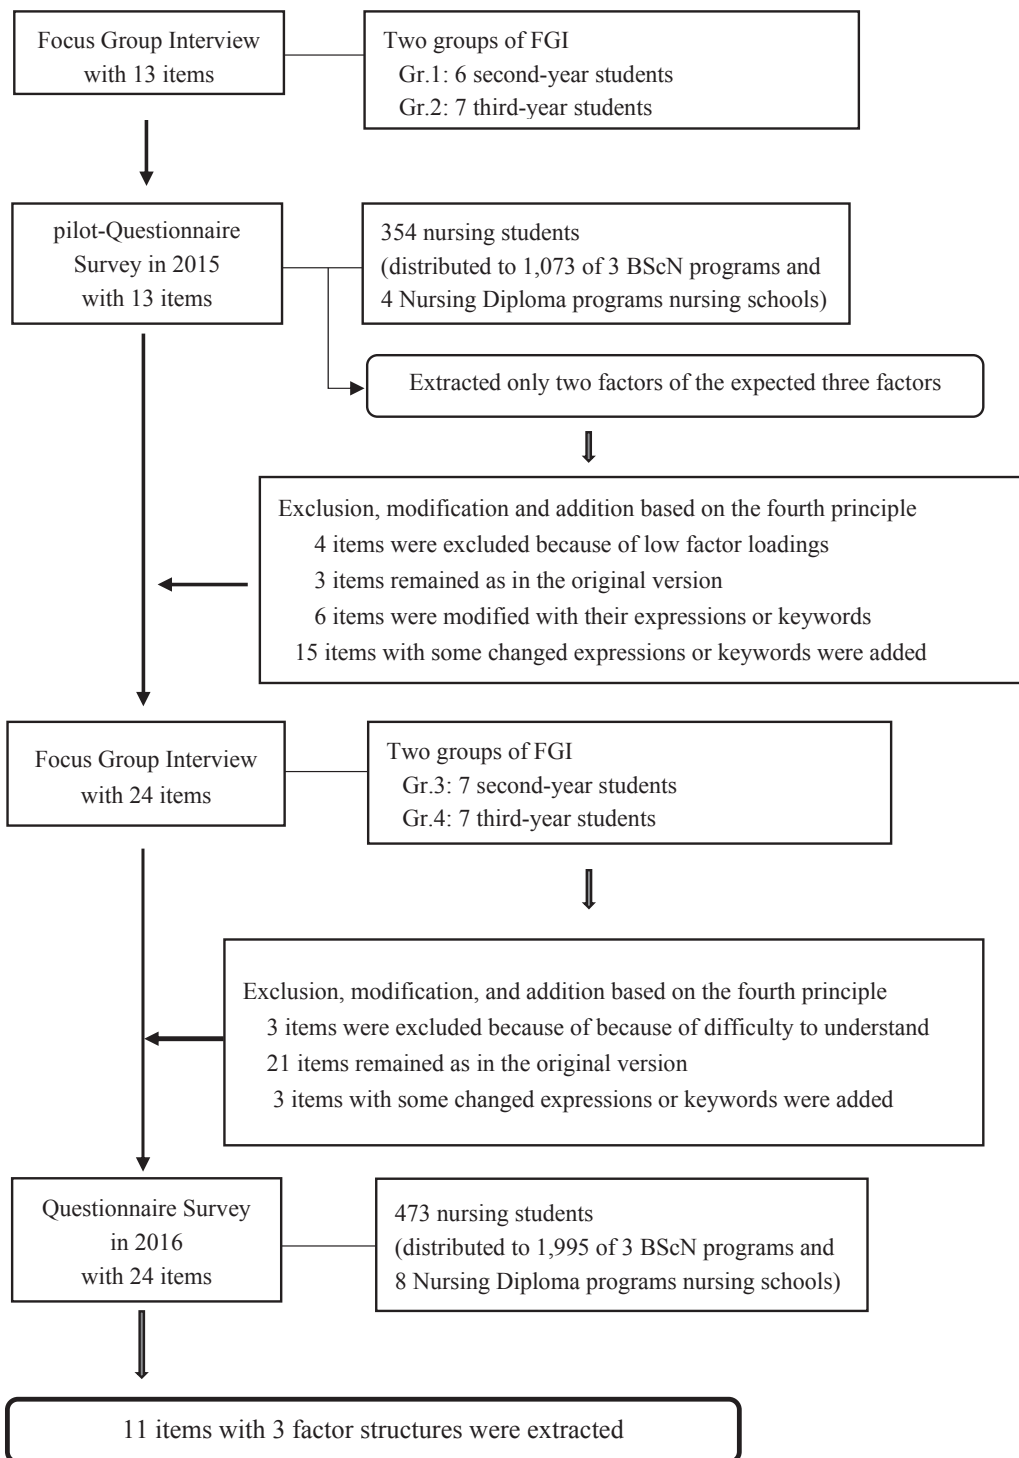 Focus Group Interview
with 13 items
Two groups of FGI
Gr.1: 6 second-year students
Gr.2: 7 third-year students
pilot-Questionnaire
Survey in 2015
with 13 items
354 nursing students
(distributed to 1,073 of 3 BScN programs and
4 Nursing Diploma programs nursing schools)
Extracted only two factors of the expected three factors
Exclusion, modification and addition based on the fourth principle
4 items were excluded because of low factor loadings
3 items remained as in the original version
6 items were modified with their expressions or keywords
15 items with some changed expressions or keywords were added
Focus Group Interview
with 24 items
Two groups of FGI
Gr.3: 7 second-year students
Gr.4: 7 third-year students
Exclusion, modification, and addition based on the fourth principle
3 items were excluded because of because of difficulty to understand
21 items remained as in the original version
3 items with some changed expressions or keywords were added
Questionnaire Survey
in 2016
with 24 items
473 nursing students
(distributed to 1,995 of 3 BScN programs and
8 Nursing Diploma programs nursing schools)
11 items with 3 factor structures were extracted